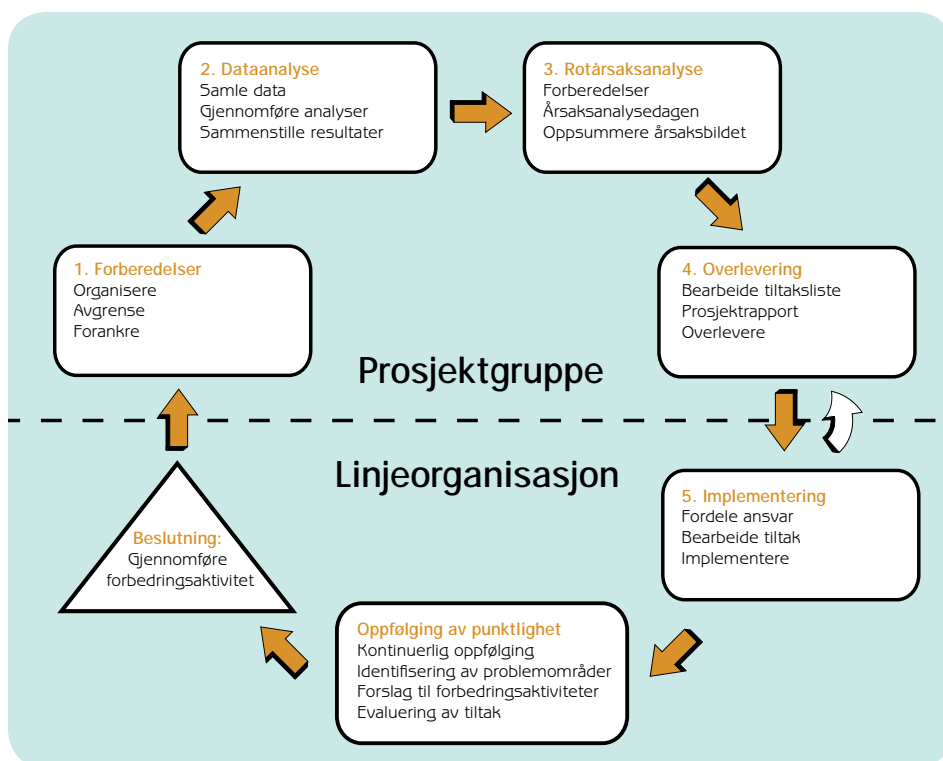 2. Dataanalyse
Samle data
Gjennomføre analyser
Sammenstille resultater
3. Rotårsaksanalyse
Forberedelser
Årsaksanalysedagen
Oppsummere årsaksbildet
1. Forberedelser
Organisere
Avgrense
Forankre
4. Overlevering
Bearbeide tiltaksliste
Prosjektrapport
Overlevere
Prosjektgruppe
Linjeorganisasjon
5. Implementering
Fordele ansvar
Bearbeide tiltak
Implementere
Beslutning:
Gjennomføre
forbedringsaktivitet
Oppfølging av punktlighet
Kontinuerlig oppfølging
Identifisering av problemområder
Forslag til forbedringsaktiviteter
Evaluering av tiltak